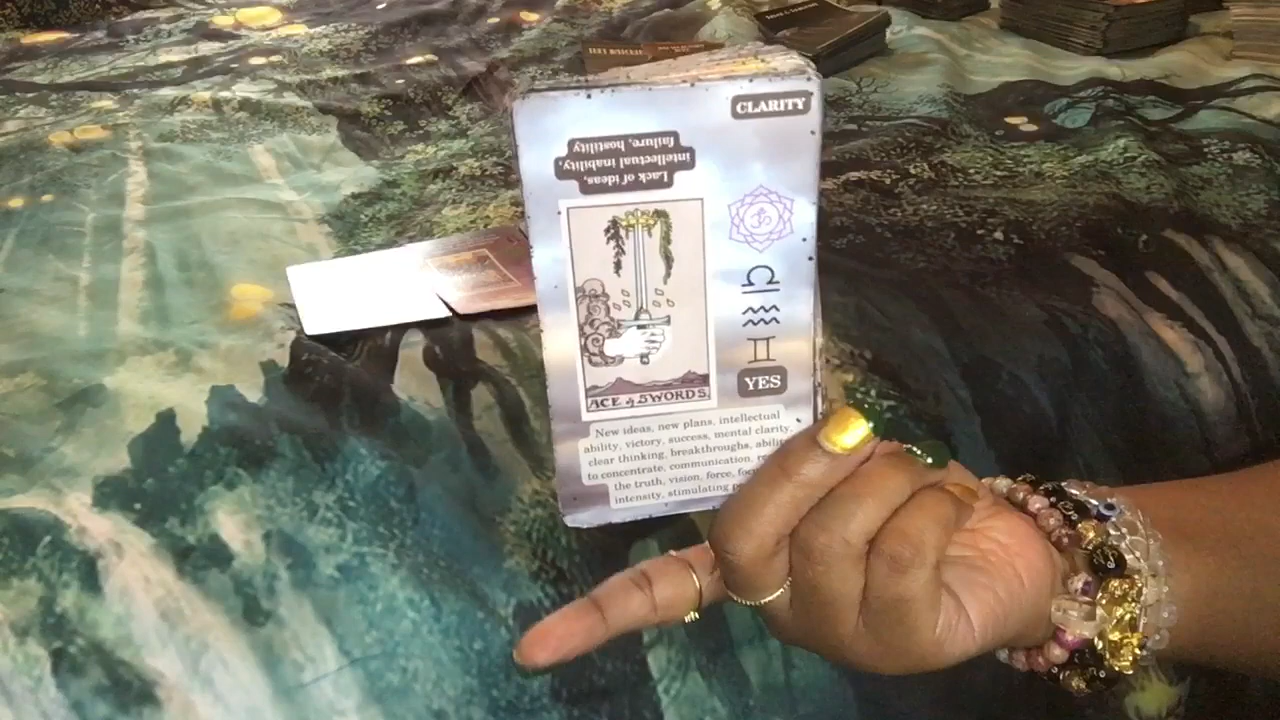 CLARITY
Lack of ideas,
intellectual inability,
failure, hostility
ACE of SWORDS.
YES
New ideas, new plans, intellectual
ability, victory, success, mental clarity,
clear thinking, breakthroughs,
to concentrate, communication,
the truth, vision, force,
intensity, stimulating